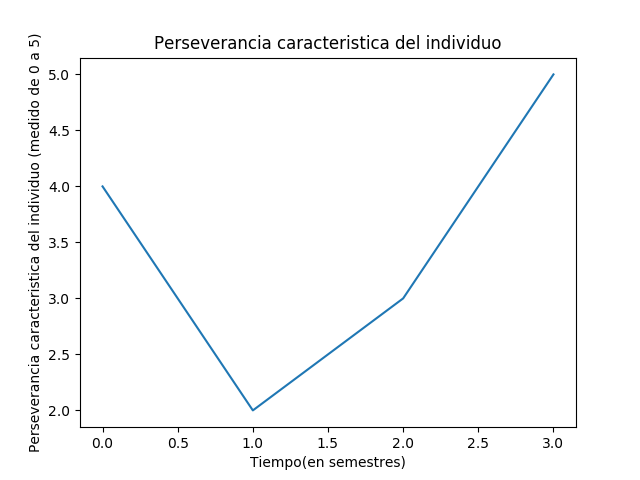 Perseverancia caracteristica del individuo
Perseverancia caracteristica del individuo (medido de 0 a 5)
5.0
4.5
4.0
3.5
3.0
2.5
2.0
0.0 0.5 1.0 1.5 2.0 2.5 3.0
Tiempo(en semestres)